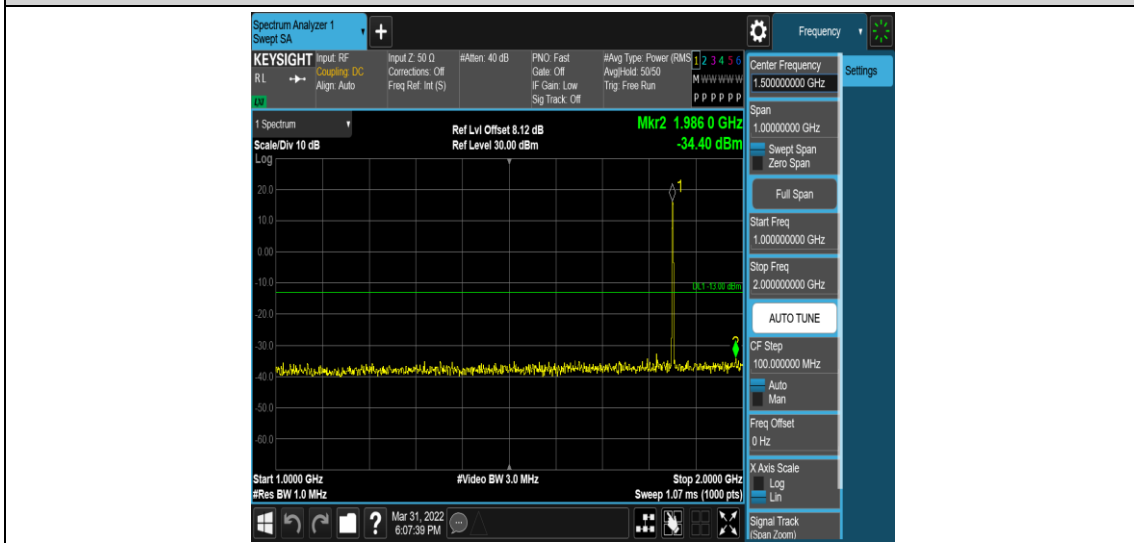 Spectrum Analyzer 1
Swept SA
+
Frequency
KEYSIGHT
RL
LXI
Input: RF
Coupling: DC
Align: Auto
Input Z: 50 Ω
Corrections: Off
Freq Ref: Int (S)
#Atten: 40 dB
PNO: Fast
Gate: Off
IF Gain: Low
Sig Track: Off
#Avg Type: Power (RMS
Avg|Hold: 50/50
Trig: Free Run
1 2 3 4 5 6
M W W W W W
P P P P P P
1 Spectrum
Scale/Div 10 dB
Log
Ref Lvl Offset 8.12 dB
Ref Level 30.00 dBm
Mkr2 1.986 0 GHz
-34.40 dBm
1
20.0
10.0
0.00
-10.0
DL1 -13.00 dBm
-20.0
-30.0
2
-40.0
-50.0
-60.0
Start 1.0000 GHz
#Res BW 1.0 MHz
#Video BW 3.0 MHz
Stop 2.0000 GHz
Sweep 1.07 ms (1000 pts)
?
Mar 31, 2022
6:07:39 PM
Center Frequency
1.500000000 GHz
Settings
Span
1.00000000 GHz
Swept Span
Zero Span
Full Span
Start Freq
1.000000000 GHz
Stop Freq
2.000000000 GHz
AUTO TUNE
CF Step
100.000000 MHz
Auto
Man
Freq Offset
0 Hz
X Axis Scale
Log
Lin
Signal Track
(Span Zoom)